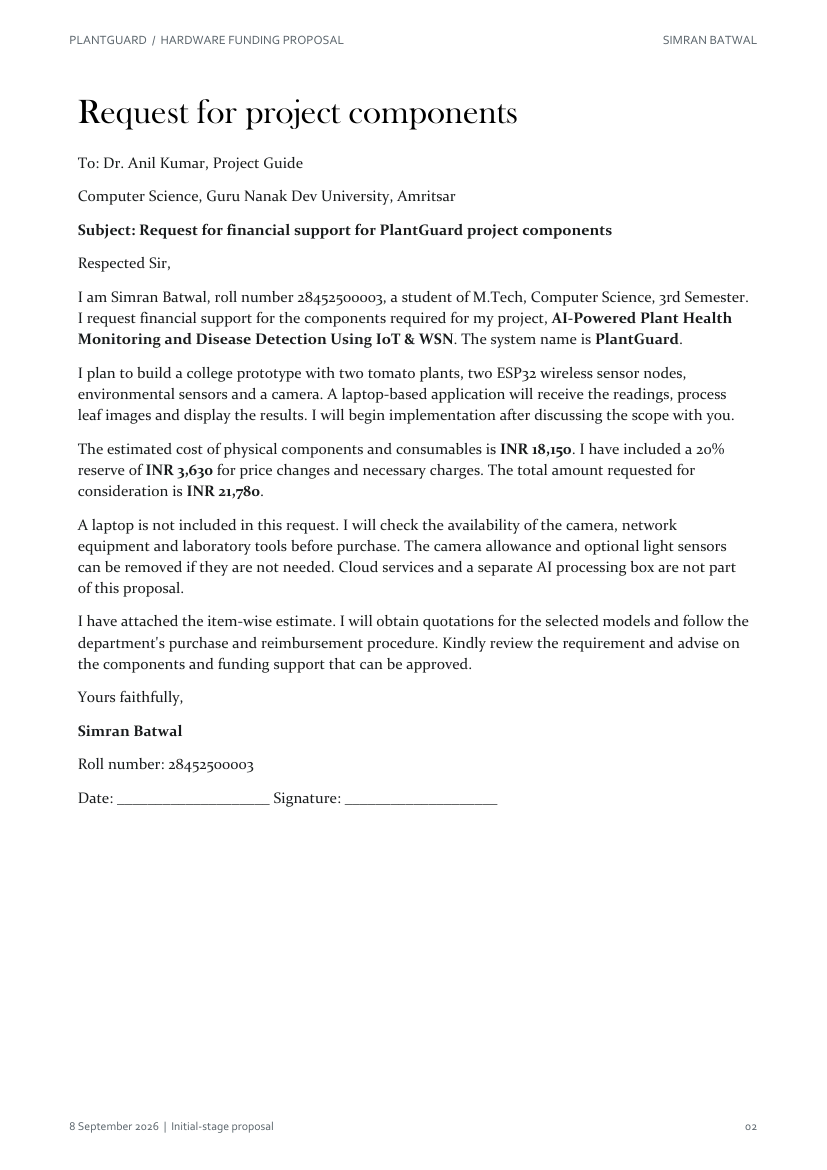 PLANTGUARD / HARDWARE FUNDING PROPOSAL
SIMRAN BATWAL
Request for project components
To: Dr. Anil Kumar, Project Guide
Computer Science, Guru Nanak Dev University, Amritsar
Subject: Request for financial support for PlantGuard project components
Respected Sir,
I am Simran Batwal, roll number 28452500003, a student of M.Tech, Computer Science, 3rd Semester.
I request financial support for the components required for my project, AI-Powered Plant Health
Monitoring and Disease Detection Using IoT & WSN. The system name is PlantGuard.
I plan to build a college prototype with two tomato plants, two ESP32 wireless sensor nodes,
environmental sensors and a camera. A laptop-based application will receive the readings, process
leaf images and display the results. I will begin implementation after discussing the scope with you.
The estimated cost of physical components and consumables is INR 18,150. I have included a 20%
reserve of INR 3,630 for price changes and necessary charges. The total amount requested for
consideration is INR 21,780.
A laptop is not included in this request. I will check the availability of the camera, network
equipment and laboratory tools before purchase. The camera allowance and optional light sensors
can be removed if they are not needed. Cloud services and a separate AI processing box are not part
of this proposal.
I have attached the item-wise estimate. I will obtain quotations for the selected models and follow the
department's purchase and reimbursement procedure. Kindly review the requirement and advise on
the components and funding support that can be approved.
Yours faithfully,
Simran Batwal
Roll number: 28452500003
Date: ____________________ Signature: ____________________
8 September 2026 | Initial-stage proposal
02